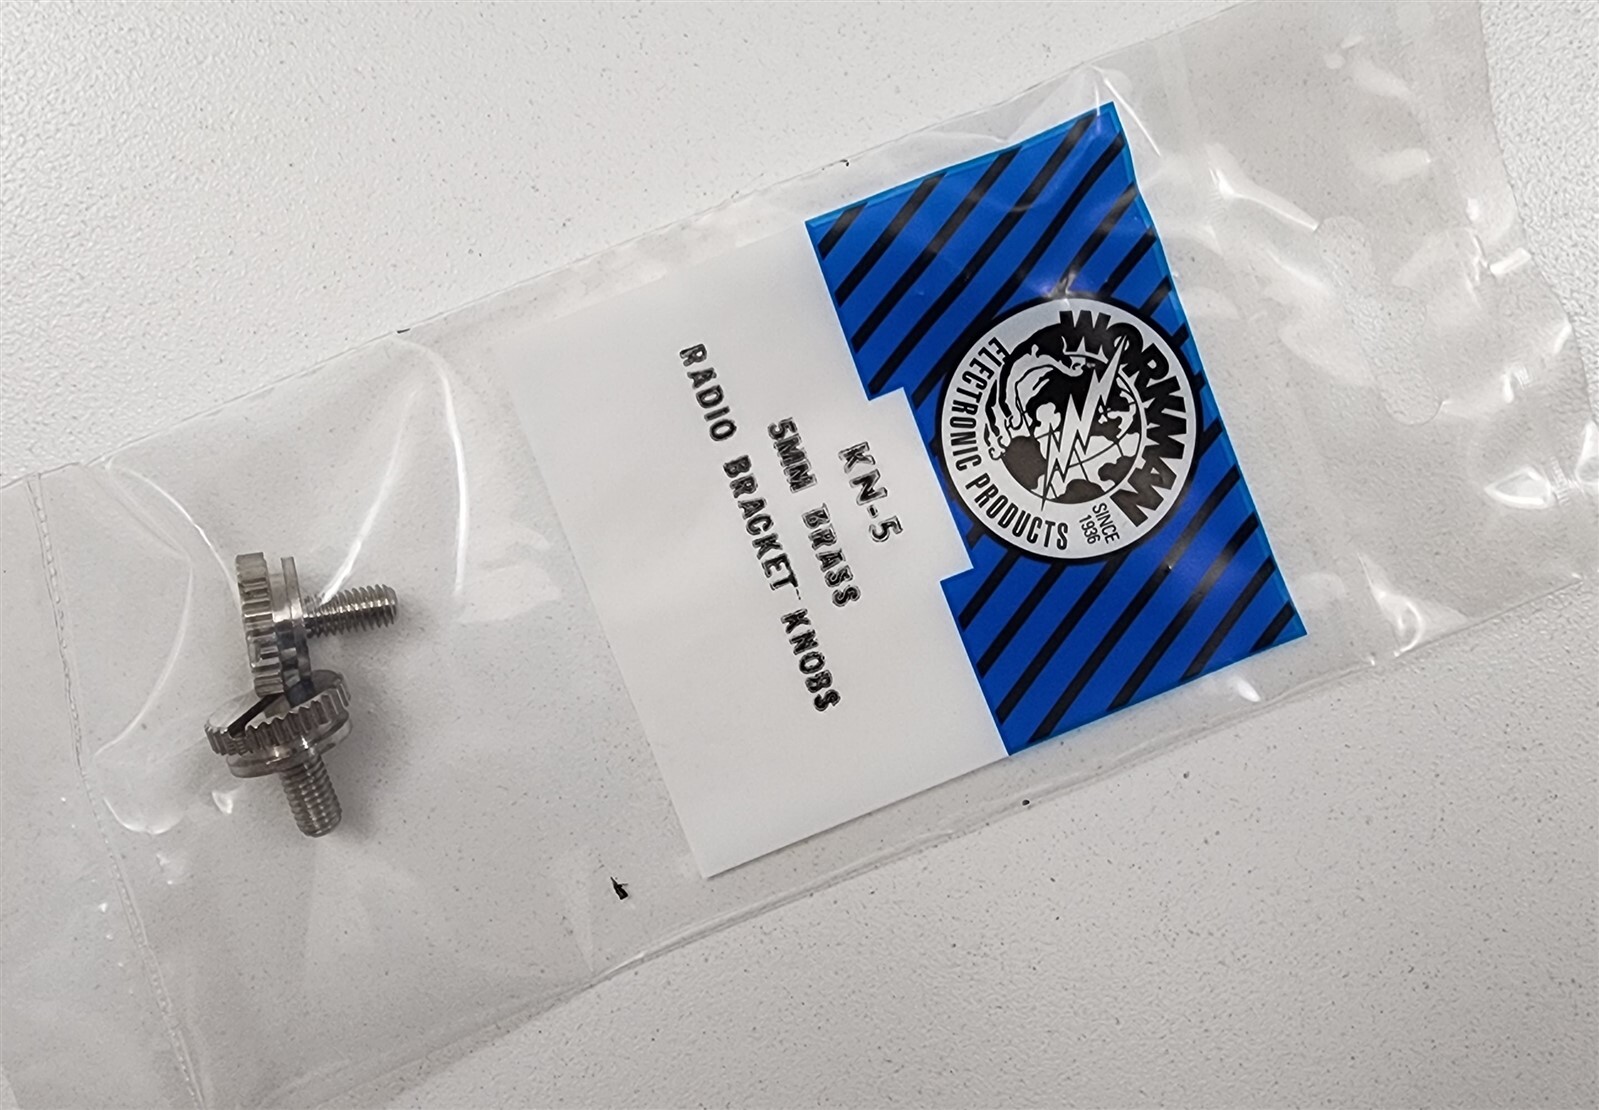 WORKMAN
ELECTRONIC PRODUCTS
SINCE
1936
KN-5
5MM BRASS
RADIO BRACKET KNOBS